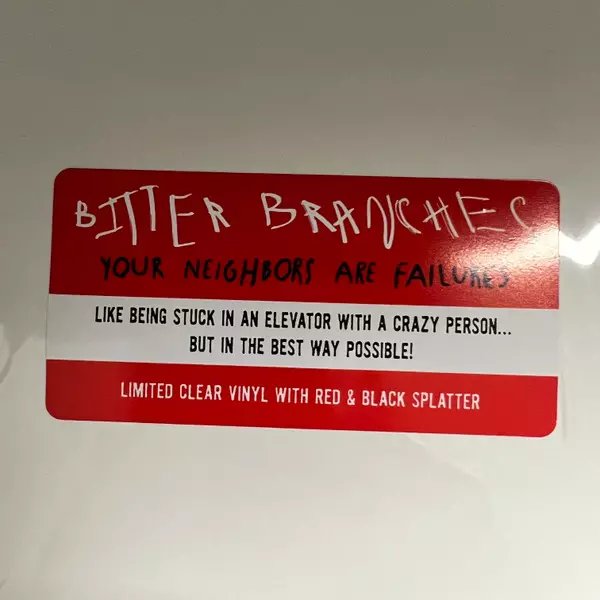 BITTER BRANCHES
YOUR NEIGHBORS ARE FAILURES
LIKE BEING STUCK IN AN ELEVATOR WITH A CRAZY PERSON...
BUT IN THE BEST WAY POSSIBLE!
LIMITED CLEAR VINYL WITH RED & BLACK SPLATTER